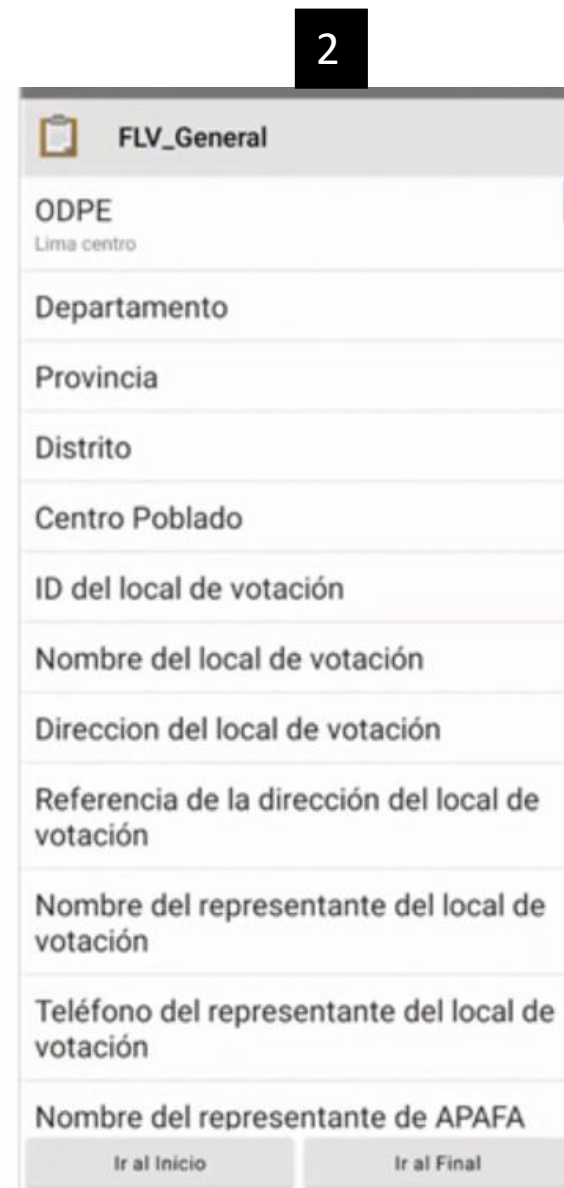 2
FLV_General
ODPE
Lima centro
Departamento
Provincia
Distrito
Centro Poblado
ID del local de votación
Nombre del local de votación
Direccion del local de votación
Referencia de la dirección del local de
votación
Nombre del representante del local de
votación
Teléfono del representante del local de
votación
Nombre del representante de APAFA
Ir al Inicio
Ir al Final